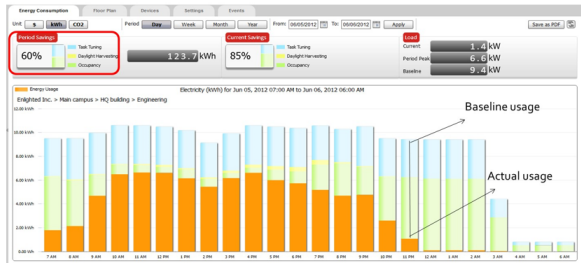 Energy Consumption Floor Plan Devices Settings Events
Unit $ kWh CO2 Period Day Week Month Year From: 06/05/2012 To: 06/06/2012 Apply Save as PDF
Period Savings
60%
Task Tuning
Daylight Harvesting
Occupancy
123.7 kWh
Current Savings
85%
Task Tuning
Daylight Harvesting
Occupancy
Load
Current 1.4 kW
Period Peak 6.6 kW
Baseline 9.4 kW
Energy Usage
Electricity (kWh) for Jun 05, 2012 07:00 AM to Jun 06, 2012 06:00 AM
Enlighted Inc. > Main campus > HQ building > Engineering
12.00 kWh
10.00 kWh
8.00 kWh
6.00 kWh
4.00 kWh
2.00 kWh
0.00 kWh
Baseline usage
Actual usage
7 AM 8 AM 9 AM 10 AM 11 AM 12 PM 1 PM 2 PM 3 PM 4 PM 5 PM 6 PM 7 PM 8 PM 9 PM 10 PM 11 PM 12 AM 1 AM 2 AM 3 AM 4 AM 5 AM 6 AM